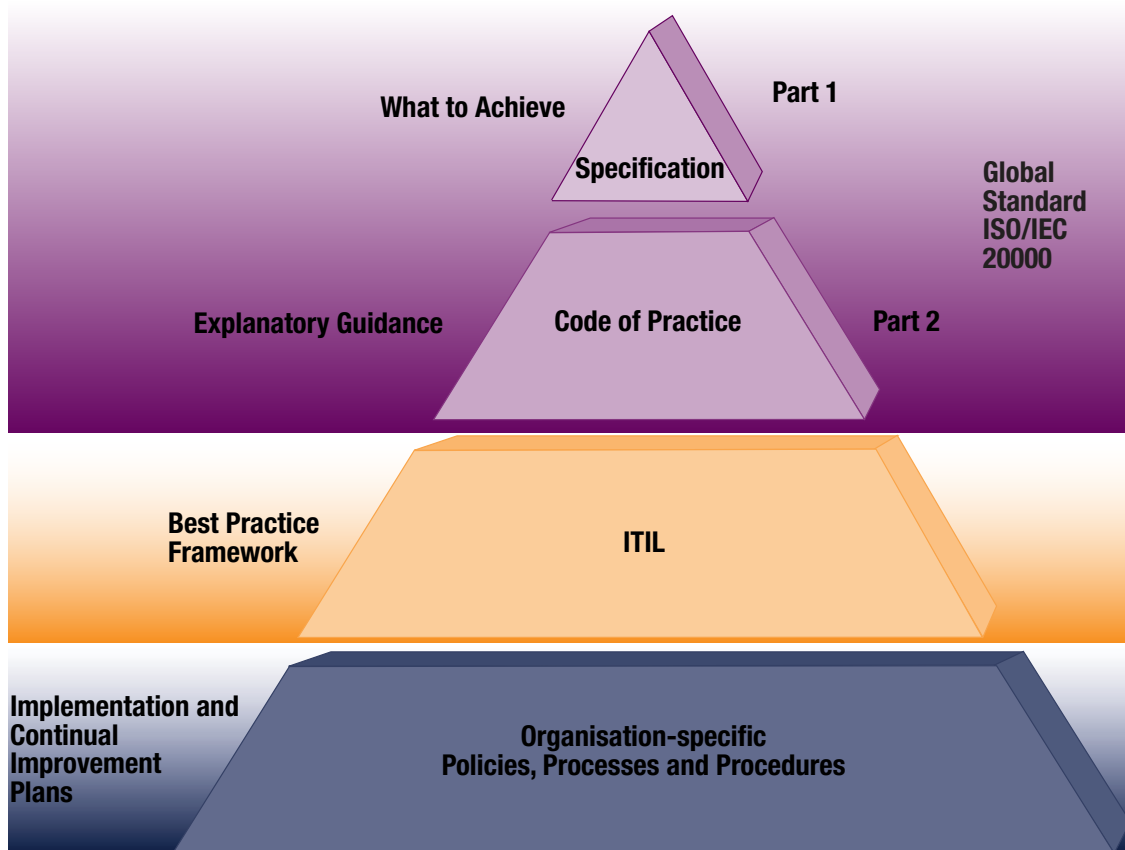 What to Achieve
Part 1
Specification
Global
Standard
ISO/IEC
20000
Explanatory Guidance
Code of Practice
Part 2
Best Practice
Framework
ITIL
Implementation and
Continual
Improvement
Plans
Organisation-specific
Policies, Processes and Procedures